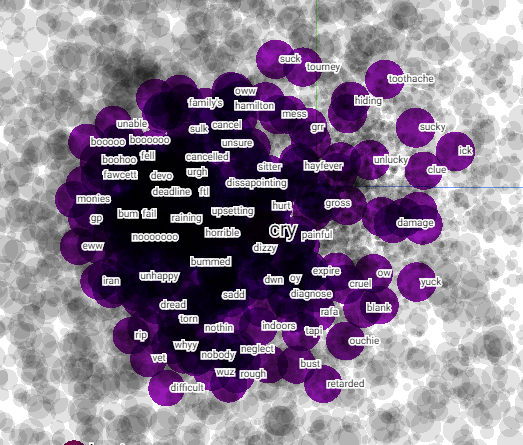 suck
tourney
toothache
oww
family's
hamilton
hiding
mess
unable
sulk
cancel
grr
sucky
booooo
boooooo
unsure
ick
boohoo
fell
cancelled
sitter
hayfever
unlucky
clue
fawcett
devo
urgh
dissapointing
deadline
ftl
monies
hurt
gross
gp
bum
fail
raining
upsetting
damage
nooooooo
horrible
cry
painful
eww
dizzy
bummed
iran
unhappy
dwn
oy
expire
ow
cruel
yuck
sadd
diagnose
dread
blank
torn
rafa
nothin
indoors
tapi
rip
whyy
ouchie
vet
nobody
neglect
bust
wuz
rough
difficult
retarded